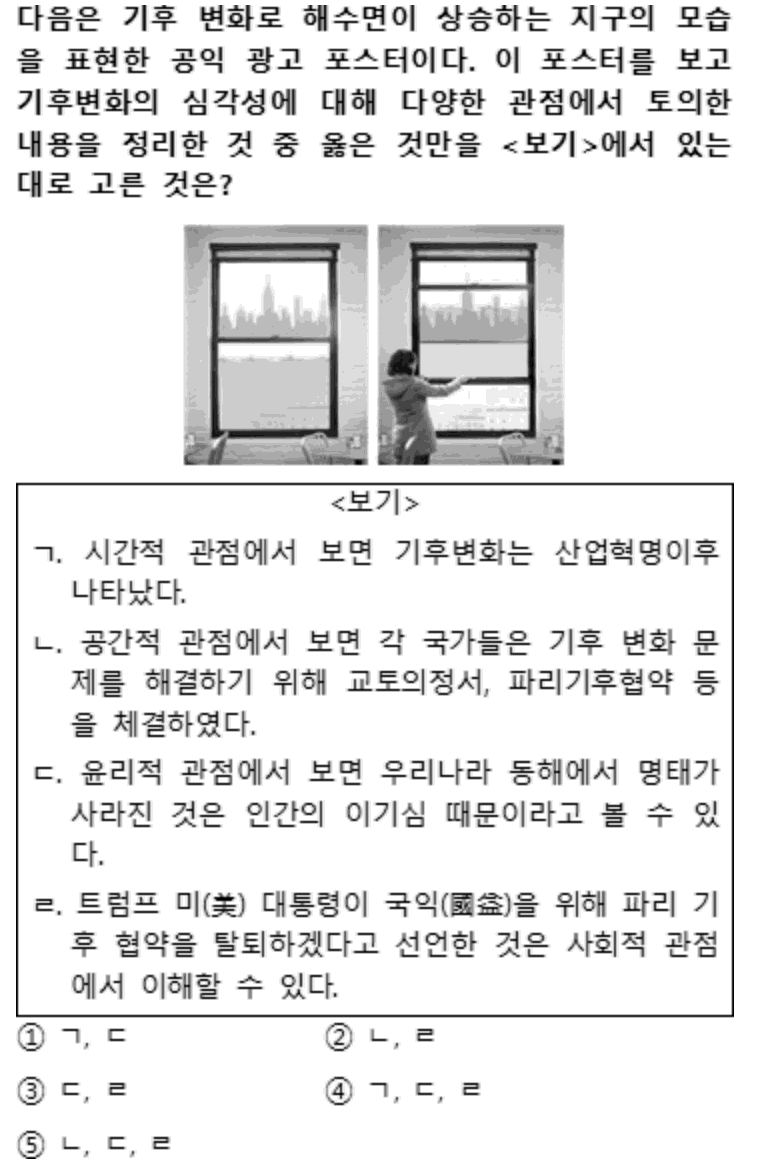 다음은 기후 변화로 해수면이 상승하는 지구의 모습
을 표현한 공익 광고 포스터이다. 이 포스터를 보고
기후변화의 심각성에 대해 다양한 관점에서 토의한
내용을 정리한 것 중 옳은 것만을 <보기>에서 있는
대로 고른 것은?
<보기>
ㄱ. 시간적 관점에서 보면 기후변화는 산업혁명이후
나타났다.
ㄴ. 공간적 관점에서 보면 각 국가들은 기후 변화 문
제를 해결하기 위해 교토의정서, 파리기후협약 등
을 체결하였다.
ㄷ. 윤리적 관점에서 보면 우리나라 동해에서 명태가
사라진 것은 인간의 이기심 때문이라고 볼 수 있
다.
ㄹ. 트럼프 미(美) 대통령이 국익(國益)을 위해 파리 기
후 협약을 탈퇴하겠다고 선언한 것은 사회적 관점
에서 이해할 수 있다.
① ㄱ, ㄷ ② ㄴ, ㄹ
③ ㄷ, ㄹ ④ ㄱ, ㄷ, ㄹ
⑤ ㄴ, ㄷ, ㄹ